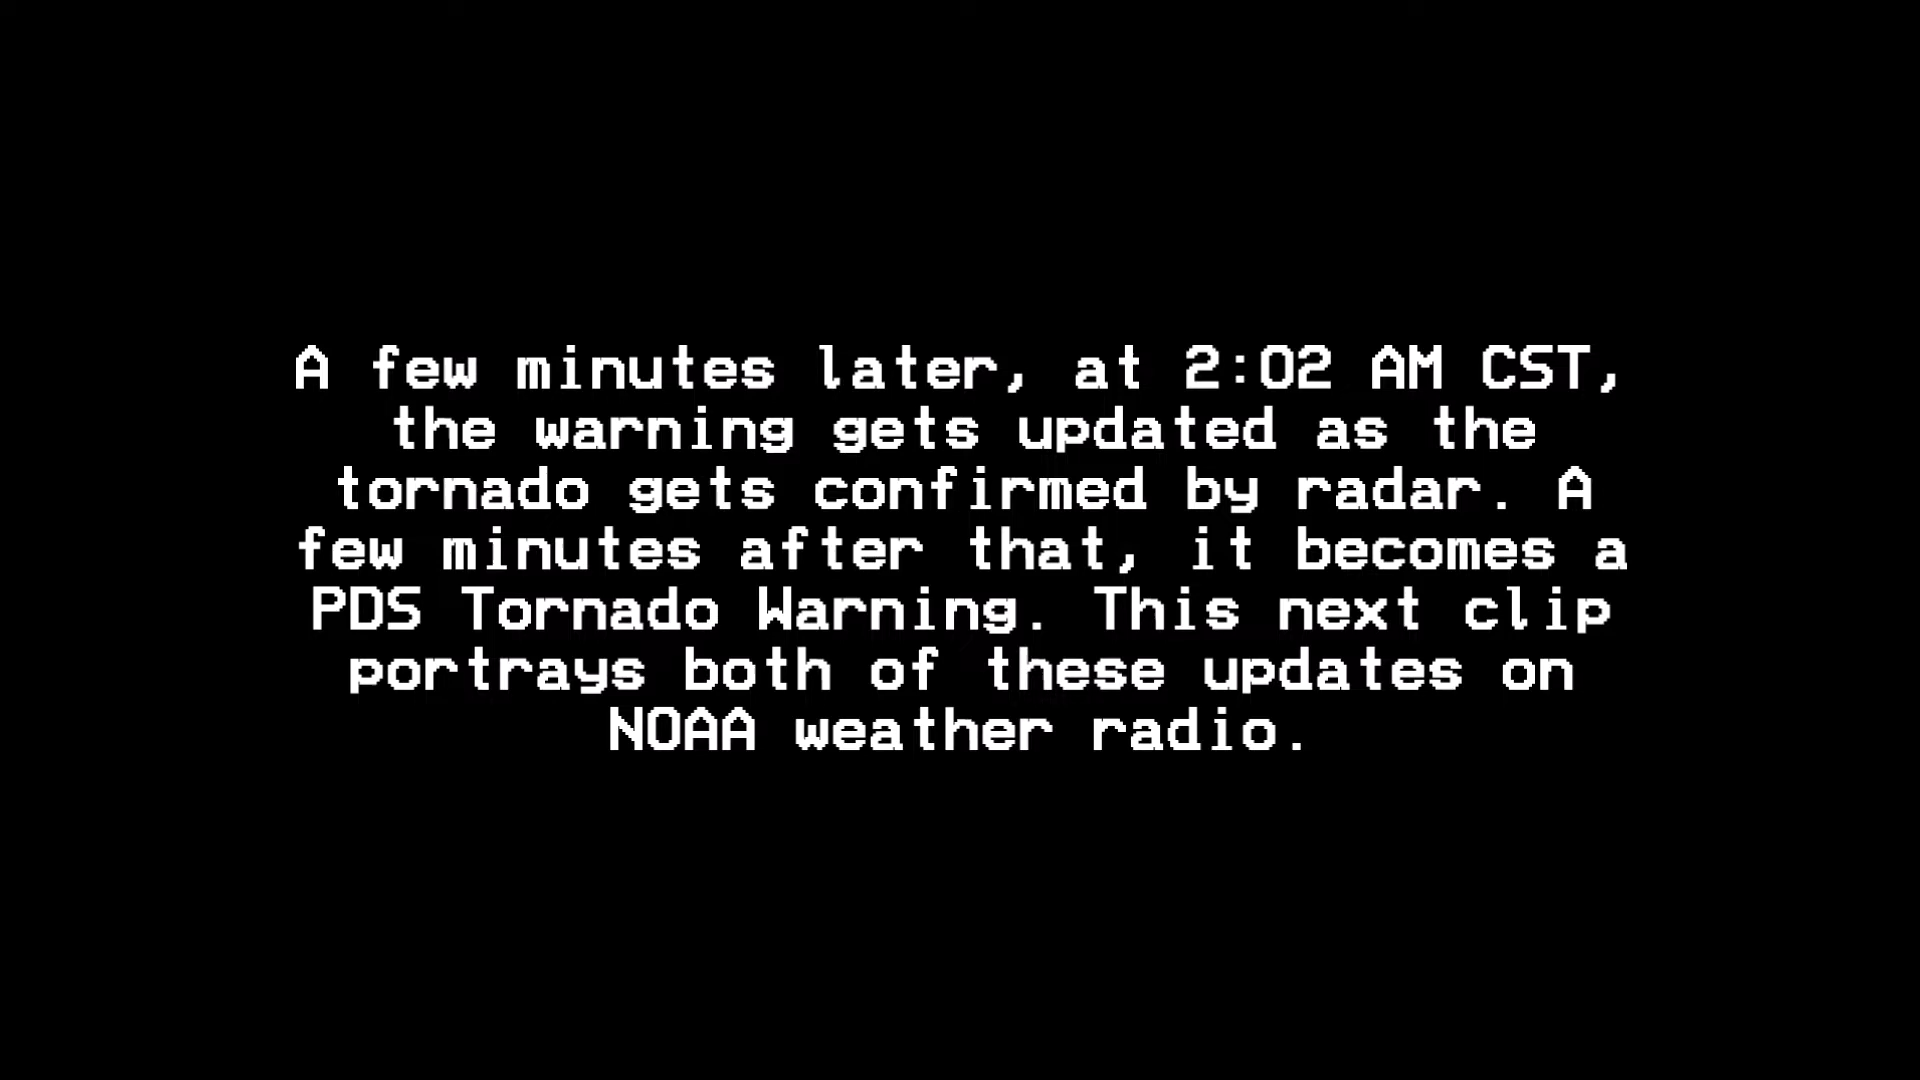 A few minutes later, at 2:02 AM CST,
the warning gets updated as the
tornado gets confirmed by radar. A
few minutes after that, it becomes a
PDS Tornado Warning. This next clip
portrays both of these updates on
NOAA weather radio.